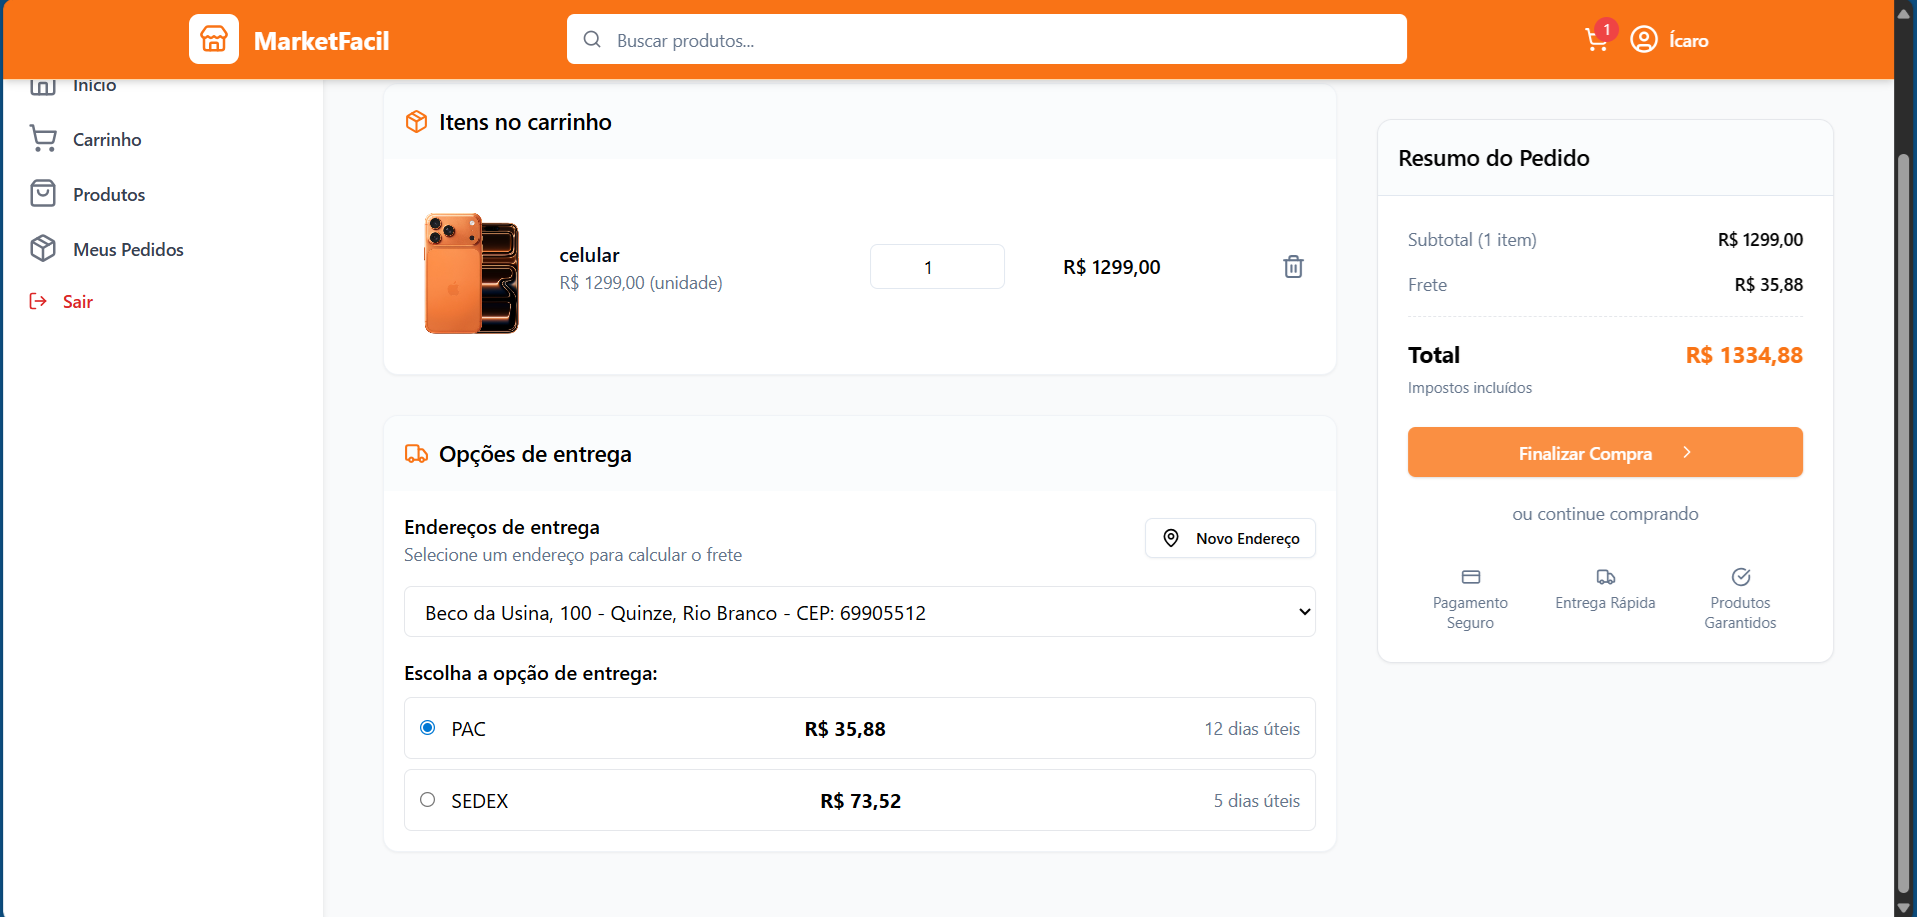 MarketFacil
Buscar produtos...
1
Ícaro
Início
Carrinho
Produtos
Meus Pedidos
Sair
Itens no carrinho
celular
R$ 1299,00 (unidade)
1
R$ 1299,00
Opções de entrega
Endereços de entrega
Selecione um endereço para calcular o frete
Novo Endereço
Beco da Usina, 100 - Quinze, Rio Branco - CEP: 69905512
Escolha a opção de entrega:
PAC R$ 35,88 12 dias úteis
SEDEX R$ 73,52 5 dias úteis
Resumo do Pedido
Subtotal (1 item) R$ 1299,00
Frete R$ 35,88
Total R$ 1334,88
Impostos incluídos
Finalizar Compra
ou continue comprando
Pagamento
Seguro
Entrega Rápida
Produtos
Garantidos